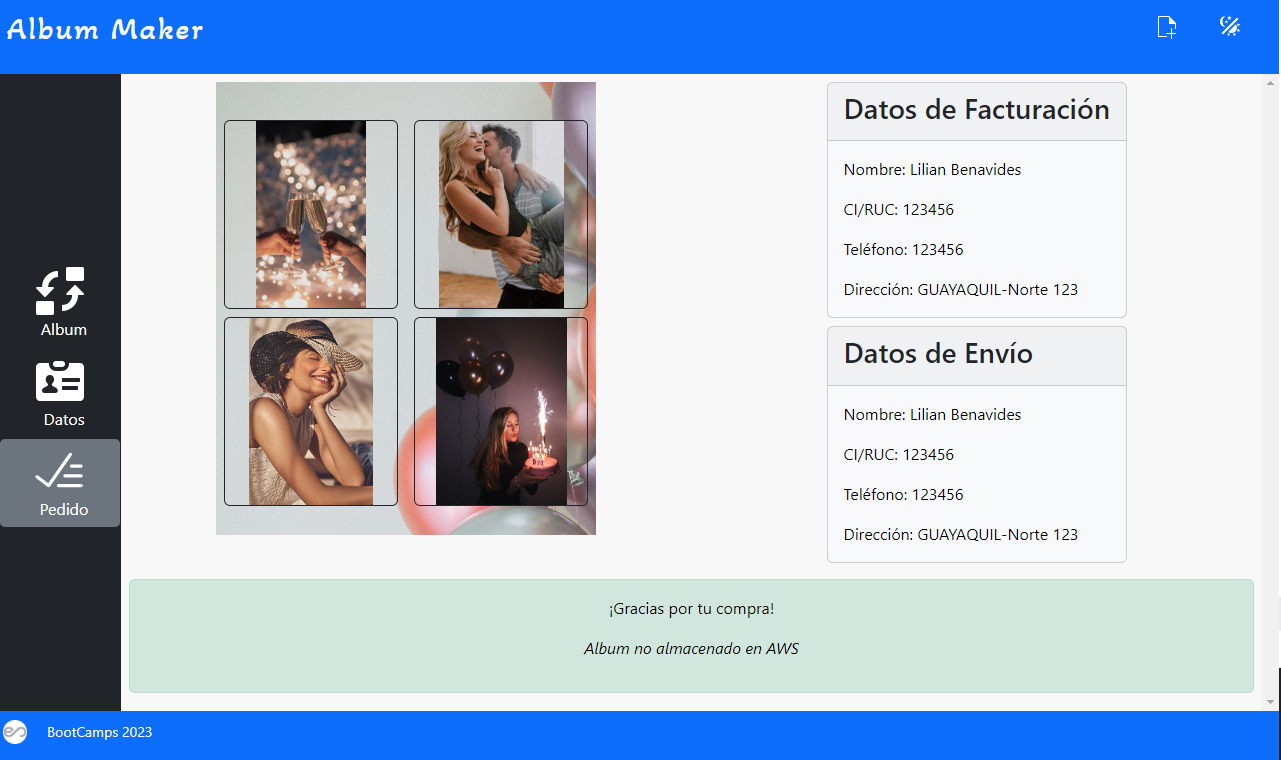 Album Maker
Album
Datos
Pedido
Datos de Facturación
Nombre: Lilian Benavides
CI/RUC: 123456
Teléfono: 123456
Dirección: GUAYAQUIL-Norte 123
Datos de Envío
Nombre: Lilian Benavides
CI/RUC: 123456
Teléfono: 123456
Dirección: GUAYAQUIL-Norte 123
¡Gracias por tu compra!
Album no almacenado en AWS
BootCamps 2023